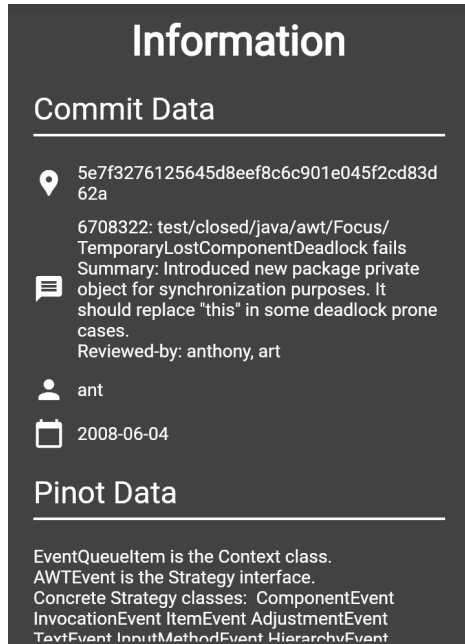 Information
Commit Data
5e7f3276125645d8eef8c6c901e045f2cd83d
62a
6708322: test/closed/java/awt/Focus/
TemporaryLostComponentDeadlock fails
Summary: Introduced new package private
object for synchronization purposes. It
should replace "this" in some deadlock prone
cases.
Reviewed-by: anthony, art
ant
2008-06-04
Pinot Data
EventQueueItem is the Context class.
AWTEvent is the Strategy interface.
Concrete Strategy classes:  ComponentEvent
InvocationEvent ItemEvent AdjustmentEvent
TextEvent InputMethodEvent HierarchyEvent